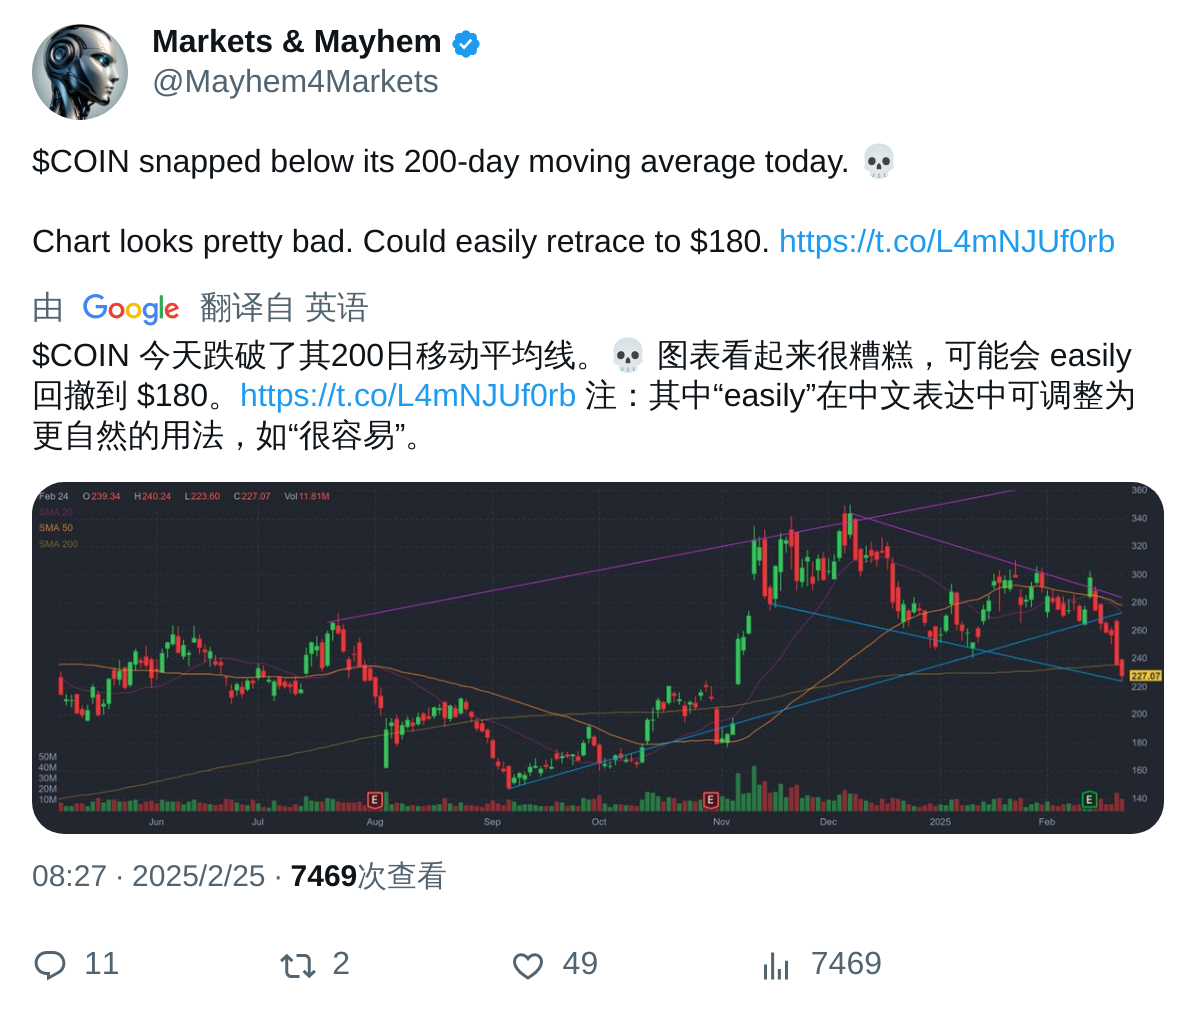 Markets & Mayhem
@Mayhem4Markets
$COIN snapped below its 200-day moving average today. 💀
Chart looks pretty bad. Could easily retrace to $180. https://t.co/L4mNJUf0rb
由 Google 翻译自 英语
$COIN 今天跌破了其200日移动平均线。💀 图表看起来很糟糕，可能会 easily
回撤到 $180。https://t.co/L4mNJUf0rb 注：其中“easily”在中文表达中可调整为
更自然的用法，如“很容易”。
Feb 24 O239.34 H240.24 L223.60 C227.07 Vol11.81M
SMA 20
SMA 50
SMA 200
360
340
320
300
280
260
240
227.07
220
200
180
160
140
50M
40M
30M
20M
10M
E E E
Jun Jul Aug Sep Oct Nov Dec 2025 Feb
08:27 · 2025/2/25 · 7469次查看
11 2 49 7469